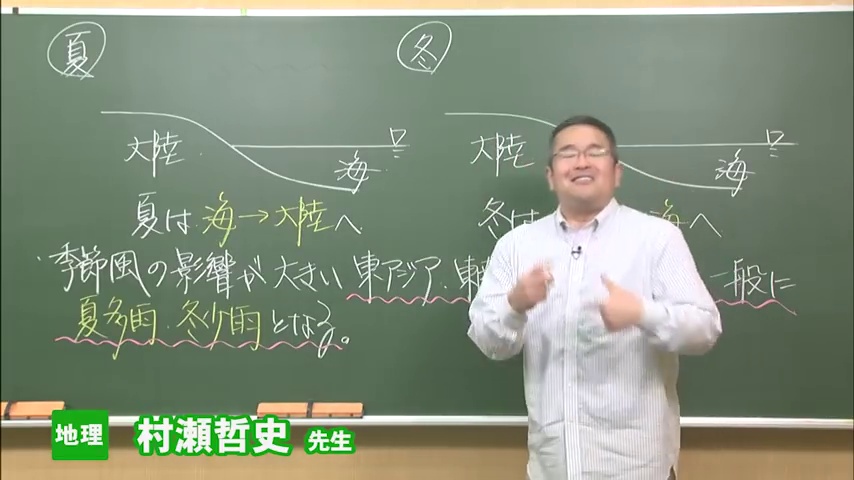 夏
冬
大陸
海
大陸
海
夏は 海→大陸へ
冬は 海へ
・季節風の影響が大きい 東アジア・東 一般に
夏多雨・冬少雨となる。
地理 村瀬哲史 先生